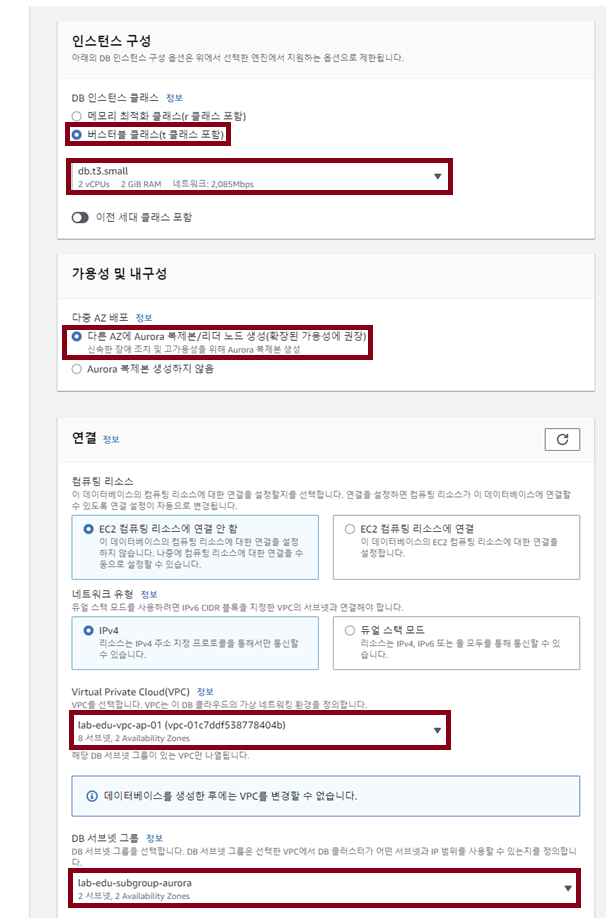 인스턴스 구성
아래의 DB 인스턴스 구성 옵션은 위에서 선택한 엔진에서 지원하는 옵션으로 제한됩니다.
DB 인스턴스 클래스 정보
메모리 최적화 클래스(r 클래스 포함)
버스터블 클래스(t 클래스 포함)
db.t3.small
2 vCPUs 2 GiB RAM 네트워크: 2,085Mbps
이전 세대 클래스 포함
가용성 및 내구성
다중 AZ 배포 정보
다른 AZ에 Aurora 복제본/리더 노드 생성(확장된 가용성에 권장)
신속한 장애 조치 및 고가용성을 위해 Aurora 복제본 생성
Aurora 복제본 생성하지 않음
연결 정보
컴퓨팅 리소스
이 데이터베이스의 컴퓨팅 리소스에 대한 연결을 설정할지를 선택합니다. 연결을 설정하면 컴퓨팅 리소스가 이 데이터베이스에 연결할
수 있도록 연결 설정이 자동으로 변경됩니다.
EC2 컴퓨팅 리소스에 연결 안 함
이 데이터베이스의 컴퓨팅 리소스에 대한 연결을 설정
하지 않습니다. 나중에 컴퓨팅 리소스에 대한 연결을 수
동으로 설정할 수 있습니다.
EC2 컴퓨팅 리소스에 연결
이 데이터베이스의 EC2 컴퓨팅 리소스에 대한 연결을
설정합니다.
네트워크 유형 정보
듀얼 스택 모드를 사용하려면 IPv6 CIDR 블록을 지정한 VPC의 서브넷과 연결해야 합니다.
IPv4
리소스는 IPv4 주소 지정 프로토콜을 통해서만 통신할
수 있습니다.
듀얼 스택 모드
리소스는 IPv4, IPv6 또는 둘 모두를 통해 통신할 수 있
습니다.
Virtual Private Cloud(VPC) 정보
VPC를 선택합니다. VPC는 이 DB 클라우드의 가상 네트워킹 환경을 정의합니다.
lab-edu-vpc-ap-01 (vpc-01c7ddf538778404b)
8 서브넷, 2 Availability Zones
해당 DB 서브넷 그룹이 있는 VPC만 나열됩니다.
데이터베이스를 생성한 후에는 VPC를 변경할 수 없습니다.
DB 서브넷 그룹 정보
DB 서브넷 그룹을 선택합니다. DB 서브넷 그룹은 선택한 VPC에서 DB 클러스터가 어떤 서브넷과 IP 범위를 사용할 수 있는지를 정의합니
다.
lab-edu-subgroup-aurora
2 서브넷, 2 Availability Zones